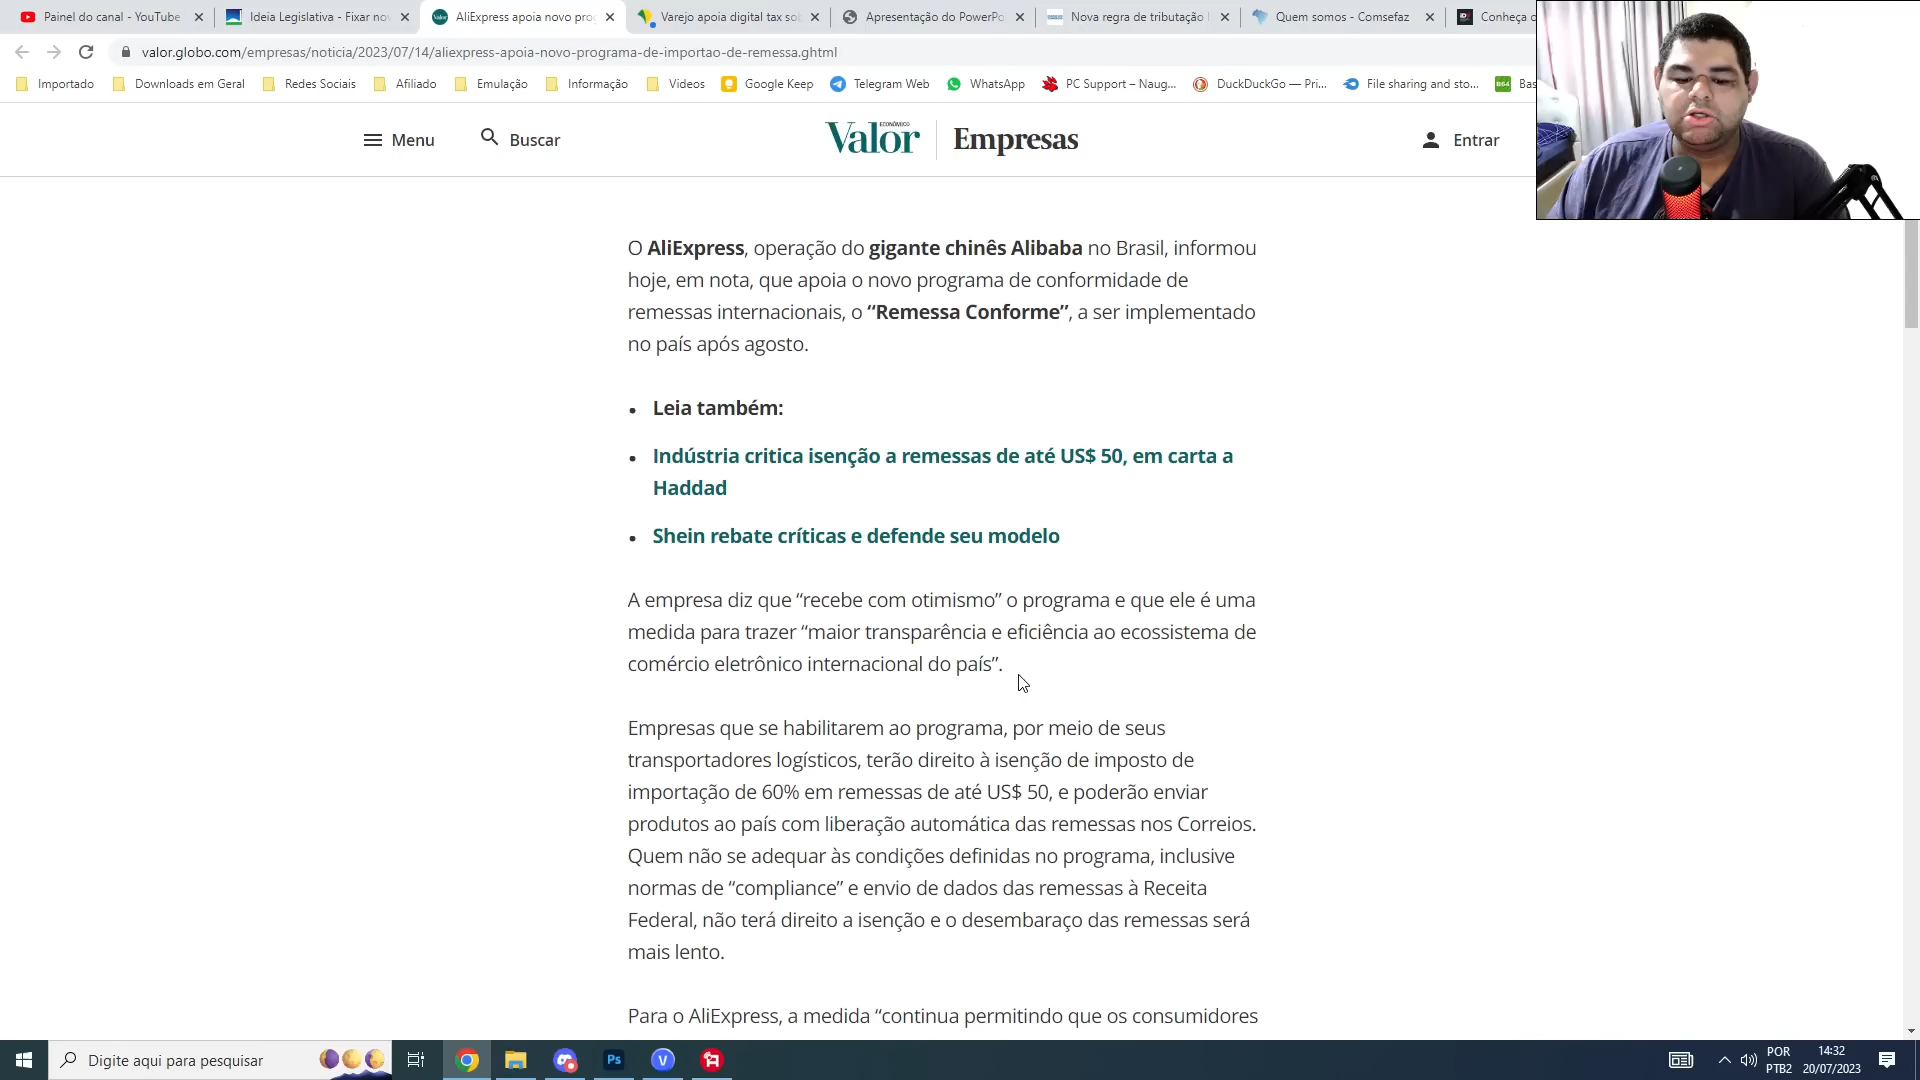 Painel do canal - YouTube
Ideia Legislativa - Fixar no
AliExpress apoia novo pro
Varejo apoia digital tax so
Apresentação do PowerPo
Nova regra de tributação
Quem somos - Comsefaz
Conheça o
valor.globo.com/empresas/noticia/2023/07/14/aliexpress-apoia-novo-programa-de-importao-de-remessa.ghtml
Importado
Downloads em Geral
Redes Sociais
Afiliado
Emulação
Informação
Videos
Google Keep
Telegram Web
WhatsApp
PC Support – Naug...
DuckDuckGo — Pri...
File sharing and sto...
B64
Bas
Menu
Buscar
Valor ECONÔMICO
Empresas
Entrar
O AliExpress, operação do gigante chinês Alibaba no Brasil, informou
hoje, em nota, que apoia o novo programa de conformidade de
remessas internacionais, o “Remessa Conforme”, a ser implementado
no país após agosto.
• Leia também:
• Indústria critica isenção a remessas de até US$ 50, em carta a
Haddad
• Shein rebate críticas e defende seu modelo
A empresa diz que “recebe com otimismo” o programa e que ele é uma
medida para trazer “maior transparência e eficiência ao ecossistema de
comércio eletrônico internacional do país”.
Empresas que se habilitarem ao programa, por meio de seus
transportadores logísticos, terão direito à isenção de imposto de
importação de 60% em remessas de até US$ 50, e poderão enviar
produtos ao país com liberação automática das remessas nos Correios.
Quem não se adequar às condições definidas no programa, inclusive
normas de “compliance” e envio de dados das remessas à Receita
Federal, não terá direito a isenção e o desembaraço das remessas será
mais lento.
Para o AliExpress, a medida “continua permitindo que os consumidores
Digite aqui para pesquisar
Ps
V
POR
PTB2
14:32
20/07/2023